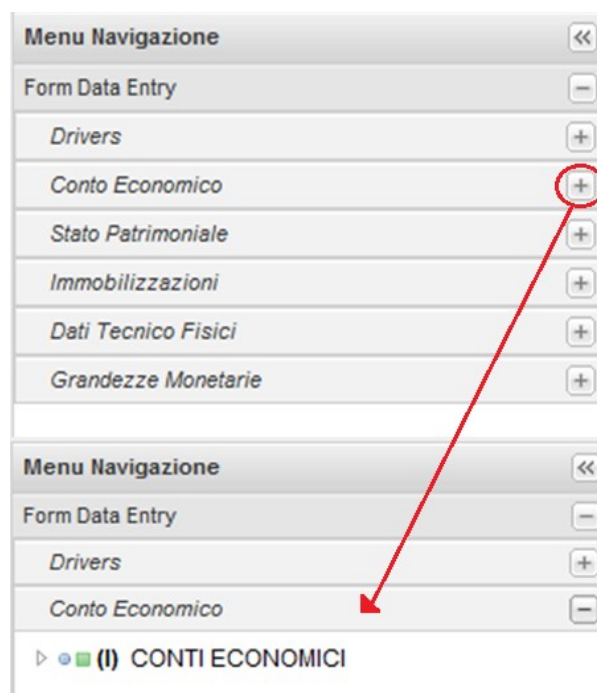 Menu Navigazione
Form Data Entry
Drivers
Conto Economico
Stato Patrimoniale
Immobilizzazioni
Dati Tecnico Fisici
Grandezze Monetarie
Menu Navigazione
Form Data Entry
Drivers
Conto Economico
(I) CONTI ECONOMICI